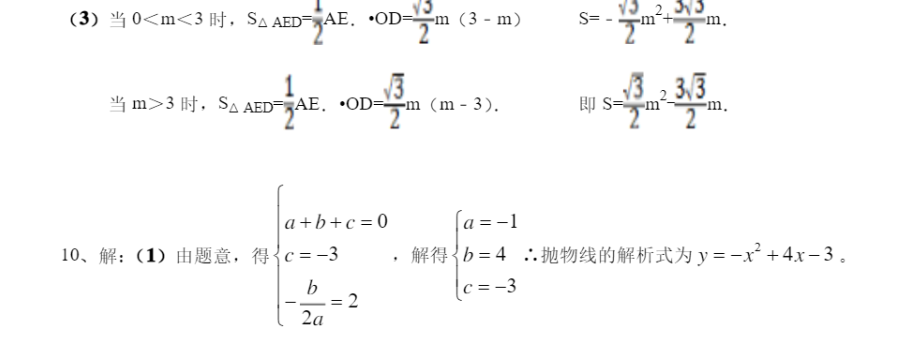 （3）当 0＜m＜3 时，S△ AED=1/2AE．•OD=√3/2m（3﹣m） S=﹣√3/2m²+3√3/2m．
当 m＞3 时，S△ AED=1/2AE．•OD=√3/2m（m﹣3）． 即 S=√3/2m²﹣3√3/2m．
10、解：（1）由题意，得{a+b+c=0, c=−3, −b/2a=2，解得{a=−1, b=4, c=−3 ∴抛物线的解析式为 y=−x²+4x−3。